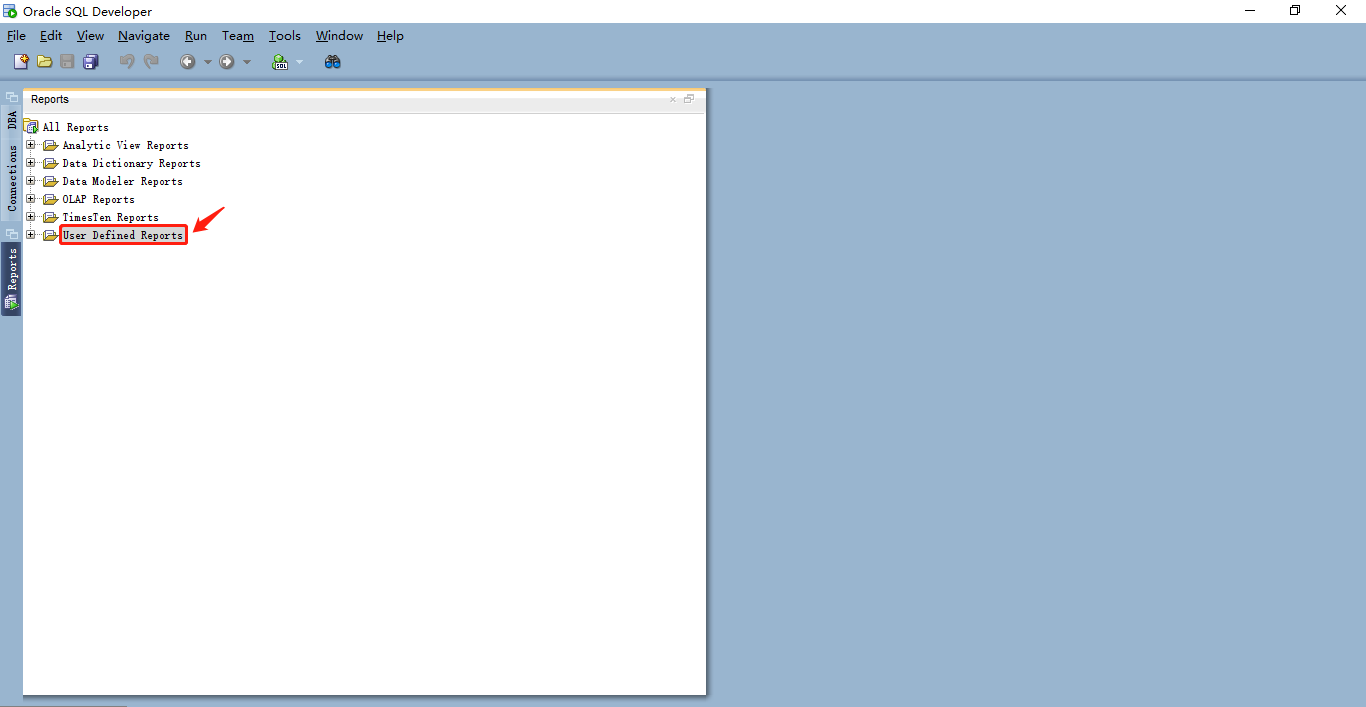 Oracle SQL Developer
File Edit View Navigate Run Team Tools Window Help
SQL
Reports
DBA
Connections
Reports
All Reports
Analytic View Reports
Data Dictionary Reports
Data Modeler Reports
OLAP Reports
TimesTen Reports
User Defined Reports